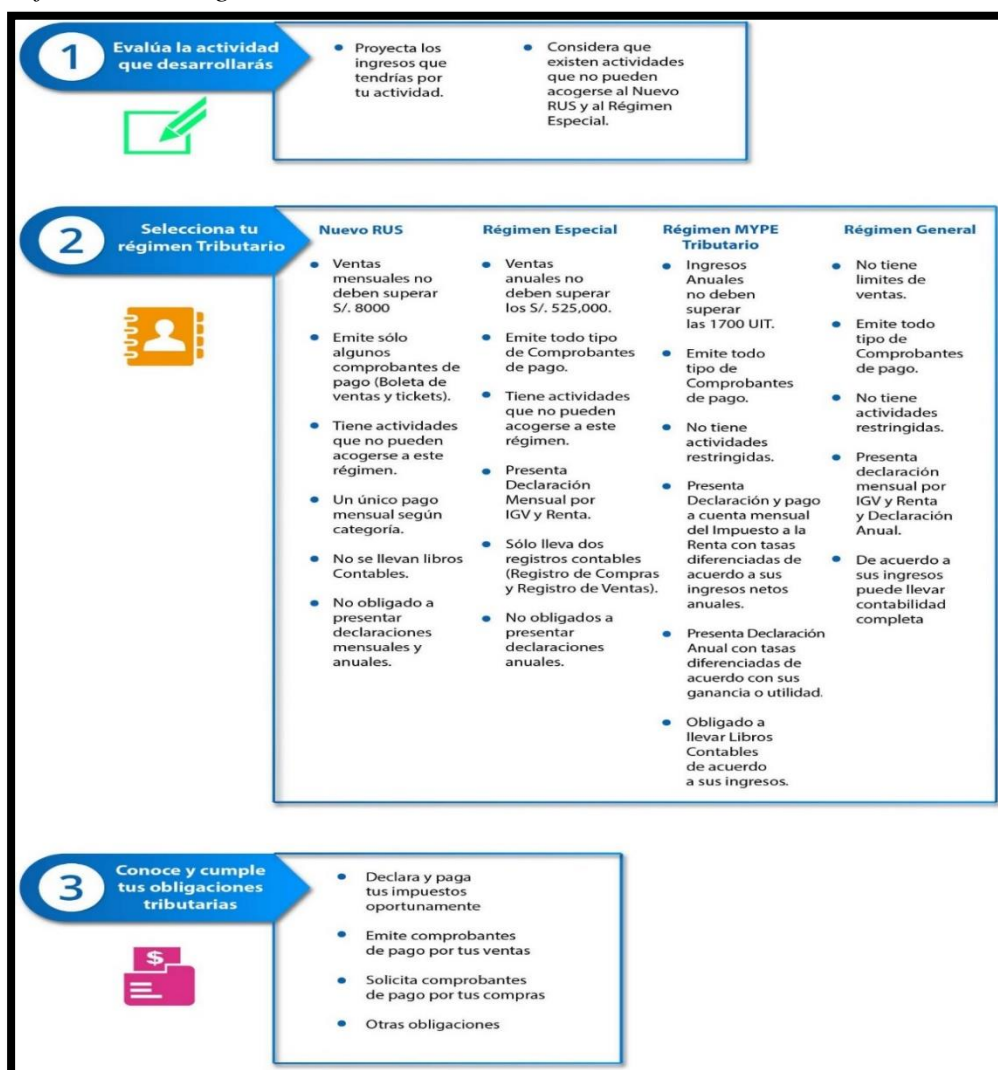 1
Evalúa la actividad
que desarrollarás
• Proyecta los
ingresos que
tendrías por
tu actividad.
• Considera que
existen actividades
que no pueden
acogerse al Nuevo
RUS y al Régimen
Especial.
2
Selecciona tu
régimen Tributario
Nuevo RUS
• Ventas
mensuales no
deben superar
S/. 8000
• Emite sólo
algunos
comprobantes de
pago (Boleta de
ventas y tickets).
• Tiene actividades
que no pueden
acogerse a este
régimen.
• Un único pago
mensual según
categoría.
• No se llevan libros
Contables.
• No obligado a
presentar
declaraciones
mensuales y
anuales.
Régimen Especial
• Ventas
anuales no
deben superar
los S/. 525,000.
• Emite todo tipo
de Comprobantes
de pago.
• Tiene actividades
que no pueden
acogerse a este
régimen.
• Presenta
Declaración
Mensual por
IGV y Renta.
• Sólo lleva dos
registros contables
(Registro de Compras
y Registro de Ventas).
• No obligados a
presentar
declaraciones
anuales.
Régimen MYPE
Tributario
• Ingresos
Anuales
no deben
superar
las 1700 UIT.
• Emite todo
tipo de
Comprobantes
de pago.
• No tiene
actividades
restringidas.
• Presenta
Declaración y pago
a cuenta mensual
del Impuesto a la
Renta con tasas
diferenciadas de
acuerdo a sus
ingresos netos
anuales.
• Presenta Declaración
Anual con tasas
diferenciadas de
acuerdo con sus
ganancia o utilidad.
• Obligado a
llevar Libros
Contables
de acuerdo
a sus ingresos.
Régimen General
• No tiene
limites de
ventas.
• Emite todo
tipo de
Comprobantes
de pago.
• No tiene
actividades
restringidas.
• Presenta
declaración
mensual por
IGV y Renta
y Declaración
Anual.
• De acuerdo a
sus ingresos
puede llevar
contabilidad
completa
3
Conoce y cumple
tus obligaciones
tributarias
$
• Declara y paga
tus impuestos
oportunamente
• Emite comprobantes
de pago por tus ventas
• Solicita comprobantes
de pago por tus compras
• Otras obligaciones